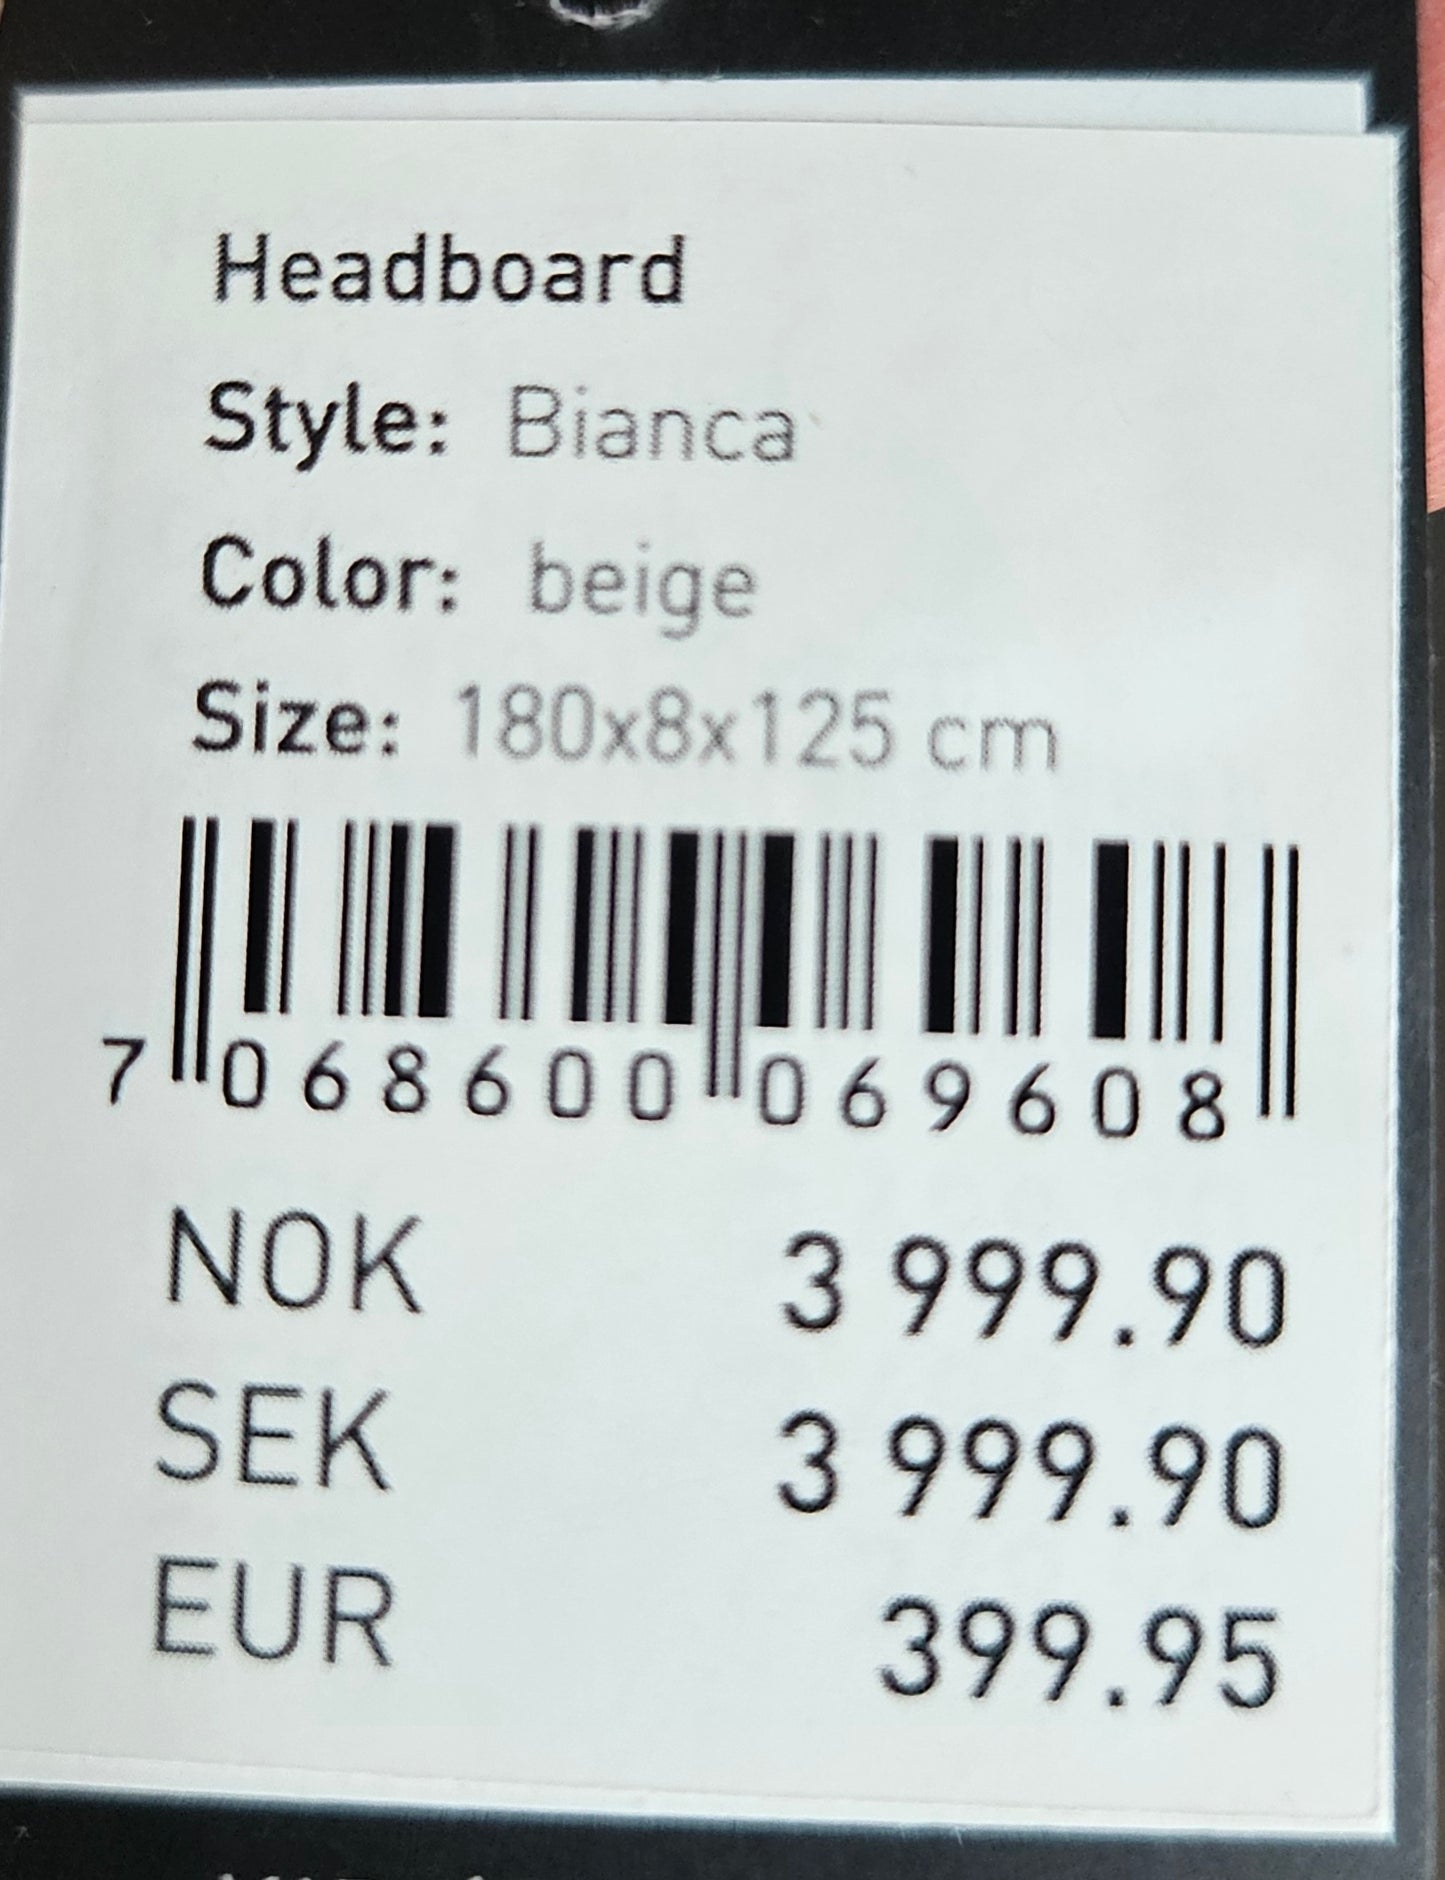 Headboard
Style: Bianca
Color: beige
Size: 180x8x125 cm
7 068600 069608
NOK 3 999.90
SEK 3 999.90
EUR 399.95